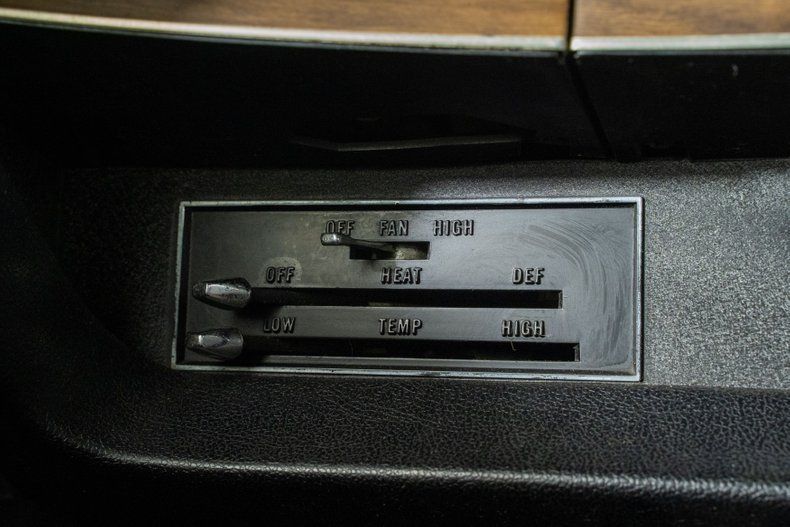 OFF FAN HIGH
OFF HEAT DEF
LOW TEMP HIGH